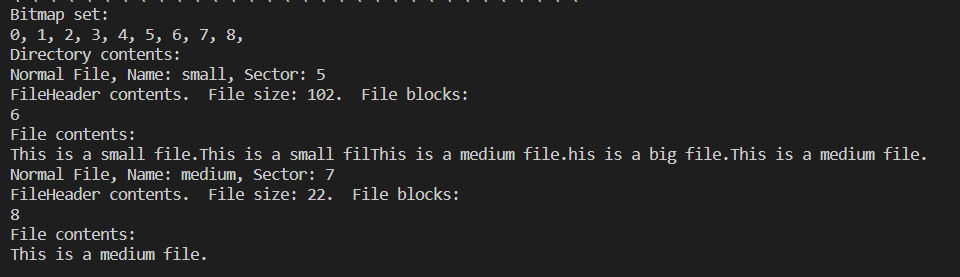 Bitmap set:
0, 1, 2, 3, 4, 5, 6, 7, 8,
Directory contents:
Normal File, Name: small, Sector: 5
FileHeader contents.  File size: 102.  File blocks:
6
File contents:
This is a small file.This is a small filThis is a medium file.his is a big file.This is a medium file.
Normal File, Name: medium, Sector: 7
FileHeader contents.  File size: 22.  File blocks:
8
File contents:
This is a medium file.